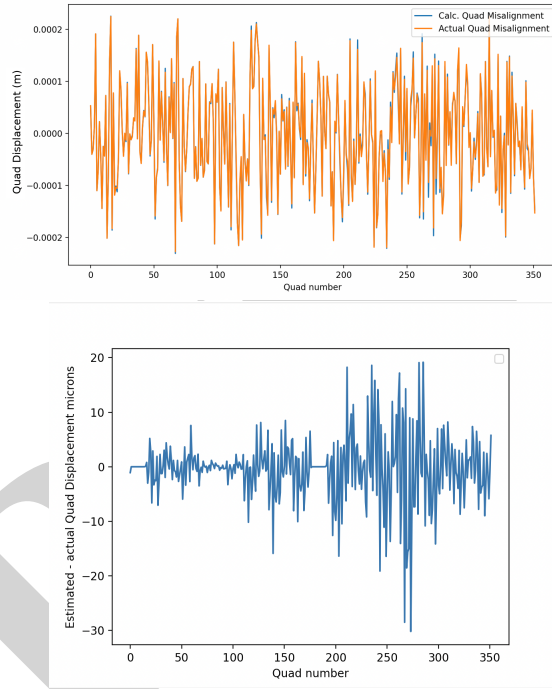 Calc. Quad Misalignment
Actual Quad Misalignment
Quad Displacement (m)
0.0002
0.0001
0.0000
−0.0001
−0.0002
0 50 100 150 200 250 300 350
Quad number
Estimated - actual Quad Displacement microns
20
10
0
−10
−20
−30
0 50 100 150 200 250 300 350
Quad number